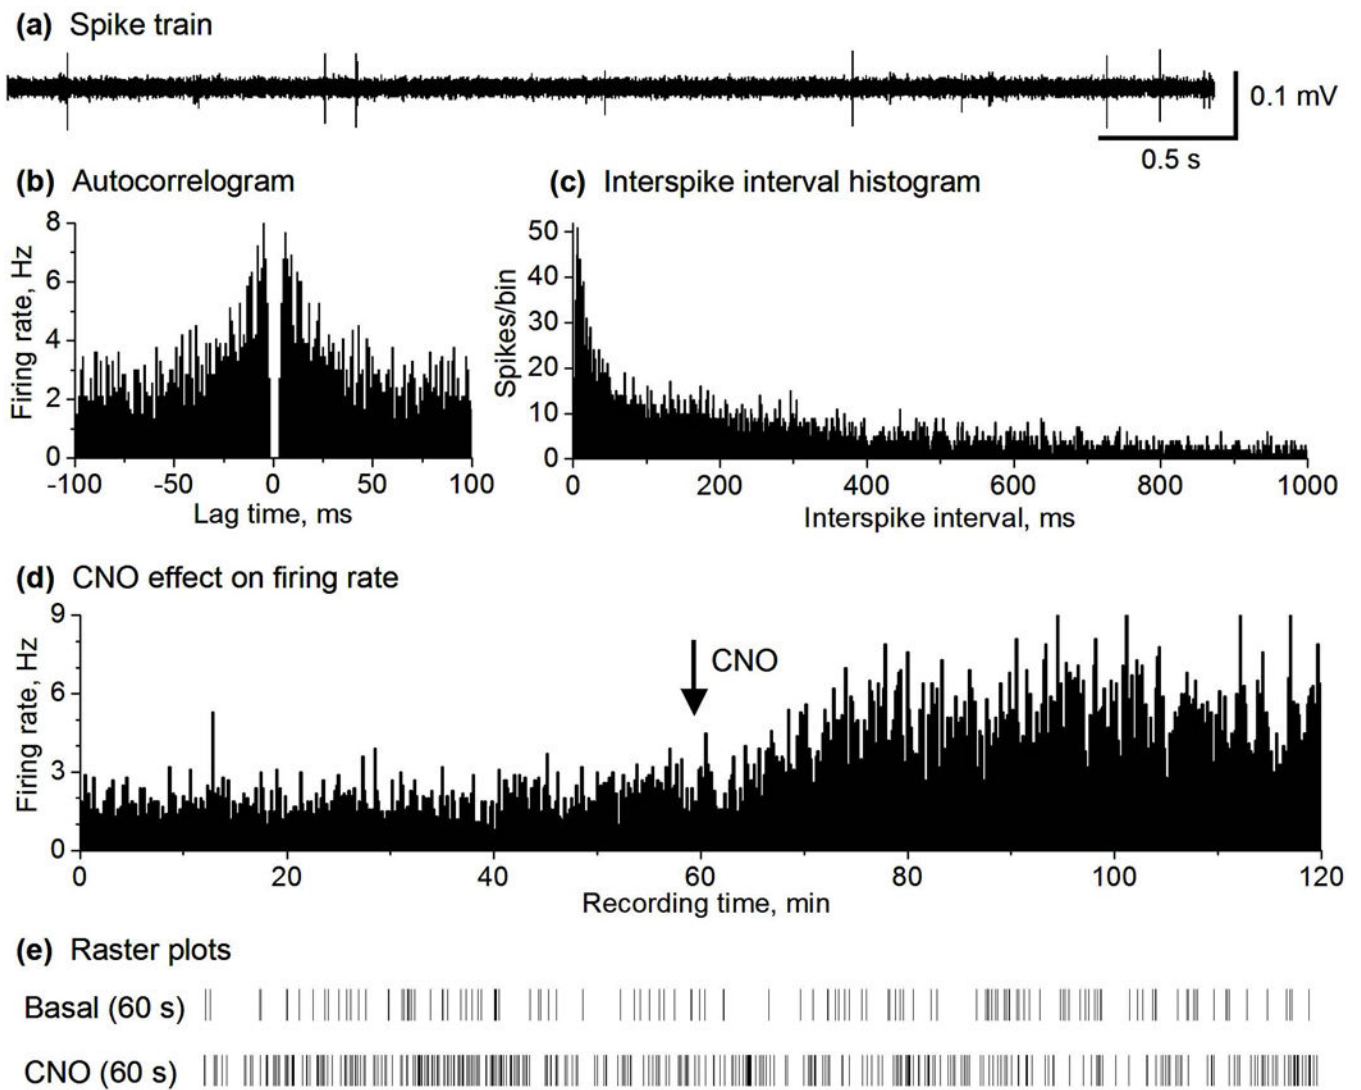 (a) Spike train
0.1 mV
0.5 s
(b) Autocorrelogram
8
6
4
2
0
Firing rate, Hz
-100 -50 0 50 100
Lag time, ms
(c) Interspike interval histogram
50
40
30
20
10
0
Spikes/bin
0 200 400 600 800 1000
Interspike interval, ms
(d) CNO effect on firing rate
9
6
3
0
Firing rate, Hz
CNO
0 20 40 60 80 100 120
Recording time, min
(e) Raster plots
Basal (60 s)
CNO (60 s)